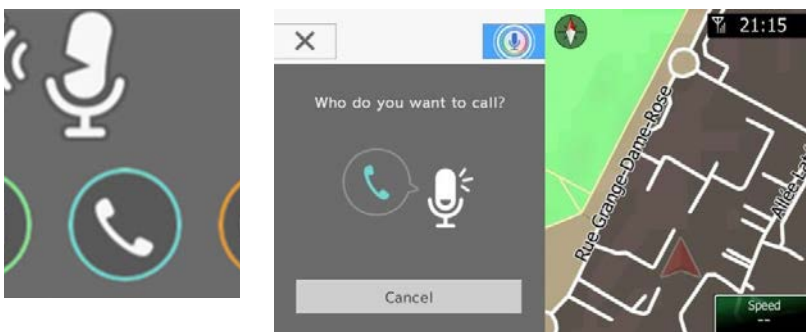 21:15
Who do you want to call?
Rue Grange-Dame-Rose
Cancel
Speed
--